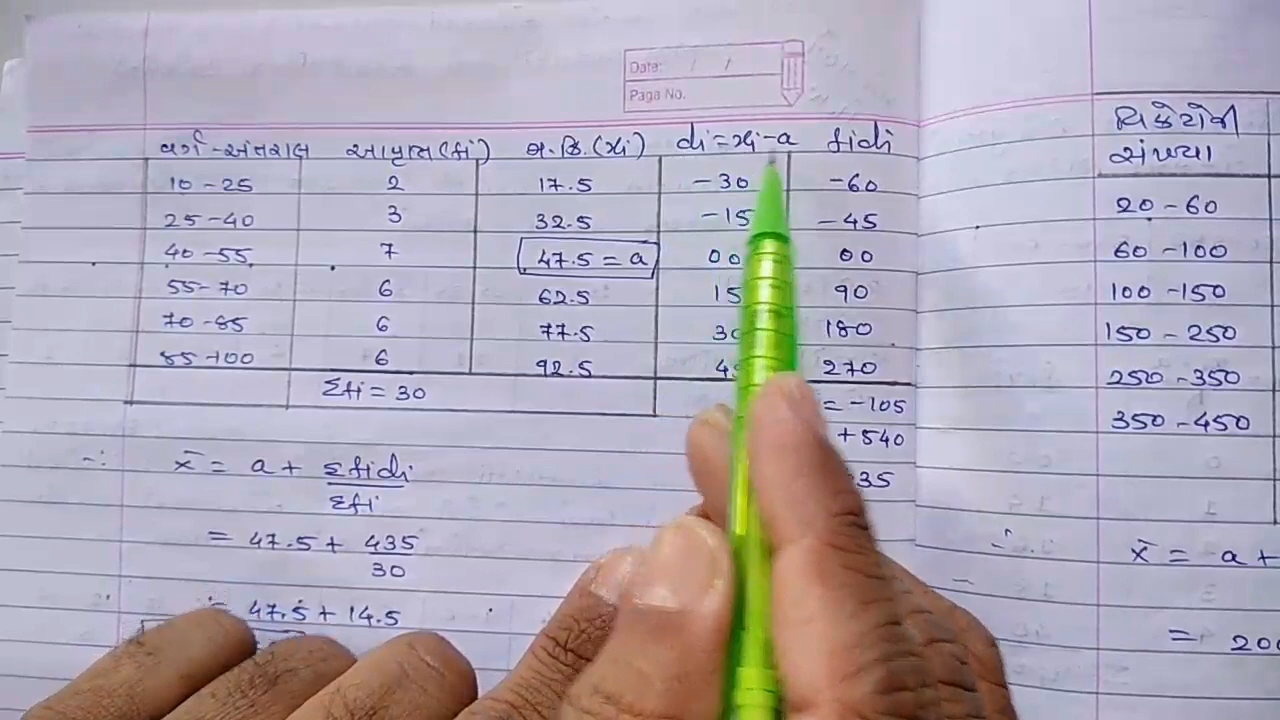 Date: / /
Page No.
વર્ગ-અંતરાલ આવૃત્તિ (fi) મ.કિ. (xi) di = xi-a fidi
10-25 2 17.5 -30 -60
25-40 3 32.5 -15 -45
40-55 7 47.5 = a 00 00
55-70 6 62.5 15 90
70-85 6 77.5 30 180
85-100 6 92.5 270
Σfi = 30 = -105
+540
35
∴ x̄ = a + Σfidi / Σfi
= 47.5 + 435 / 30
= 47.5 + 14.5
વિકેટોની
સંખ્યા
20-60
60-100
100-150
150-250
250-350
350-450
∴ x̄ = a +
= 200